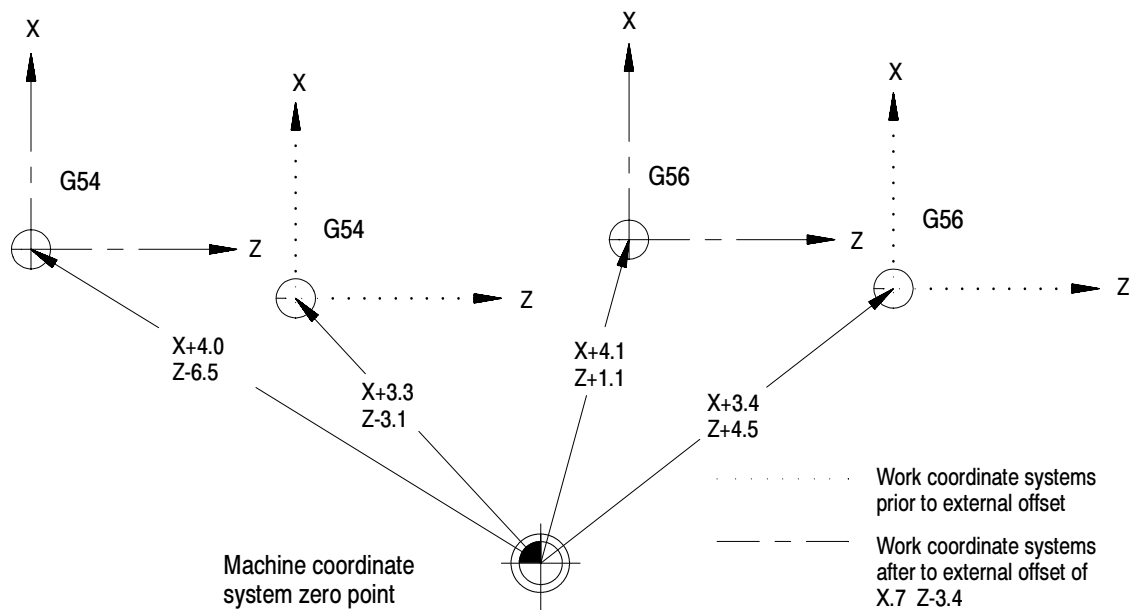 X
X
X
X
G54
G54
G56
G56
Z
Z
Z
Z
X+4.0
Z-6.5
X+3.3
Z-3.1
X+4.1
Z+1.1
X+3.4
Z+4.5
Work coordinate systems
prior to external offset
Machine coordinate
system zero point
Work coordinate systems
after to external offset of
X.7 Z-3.4